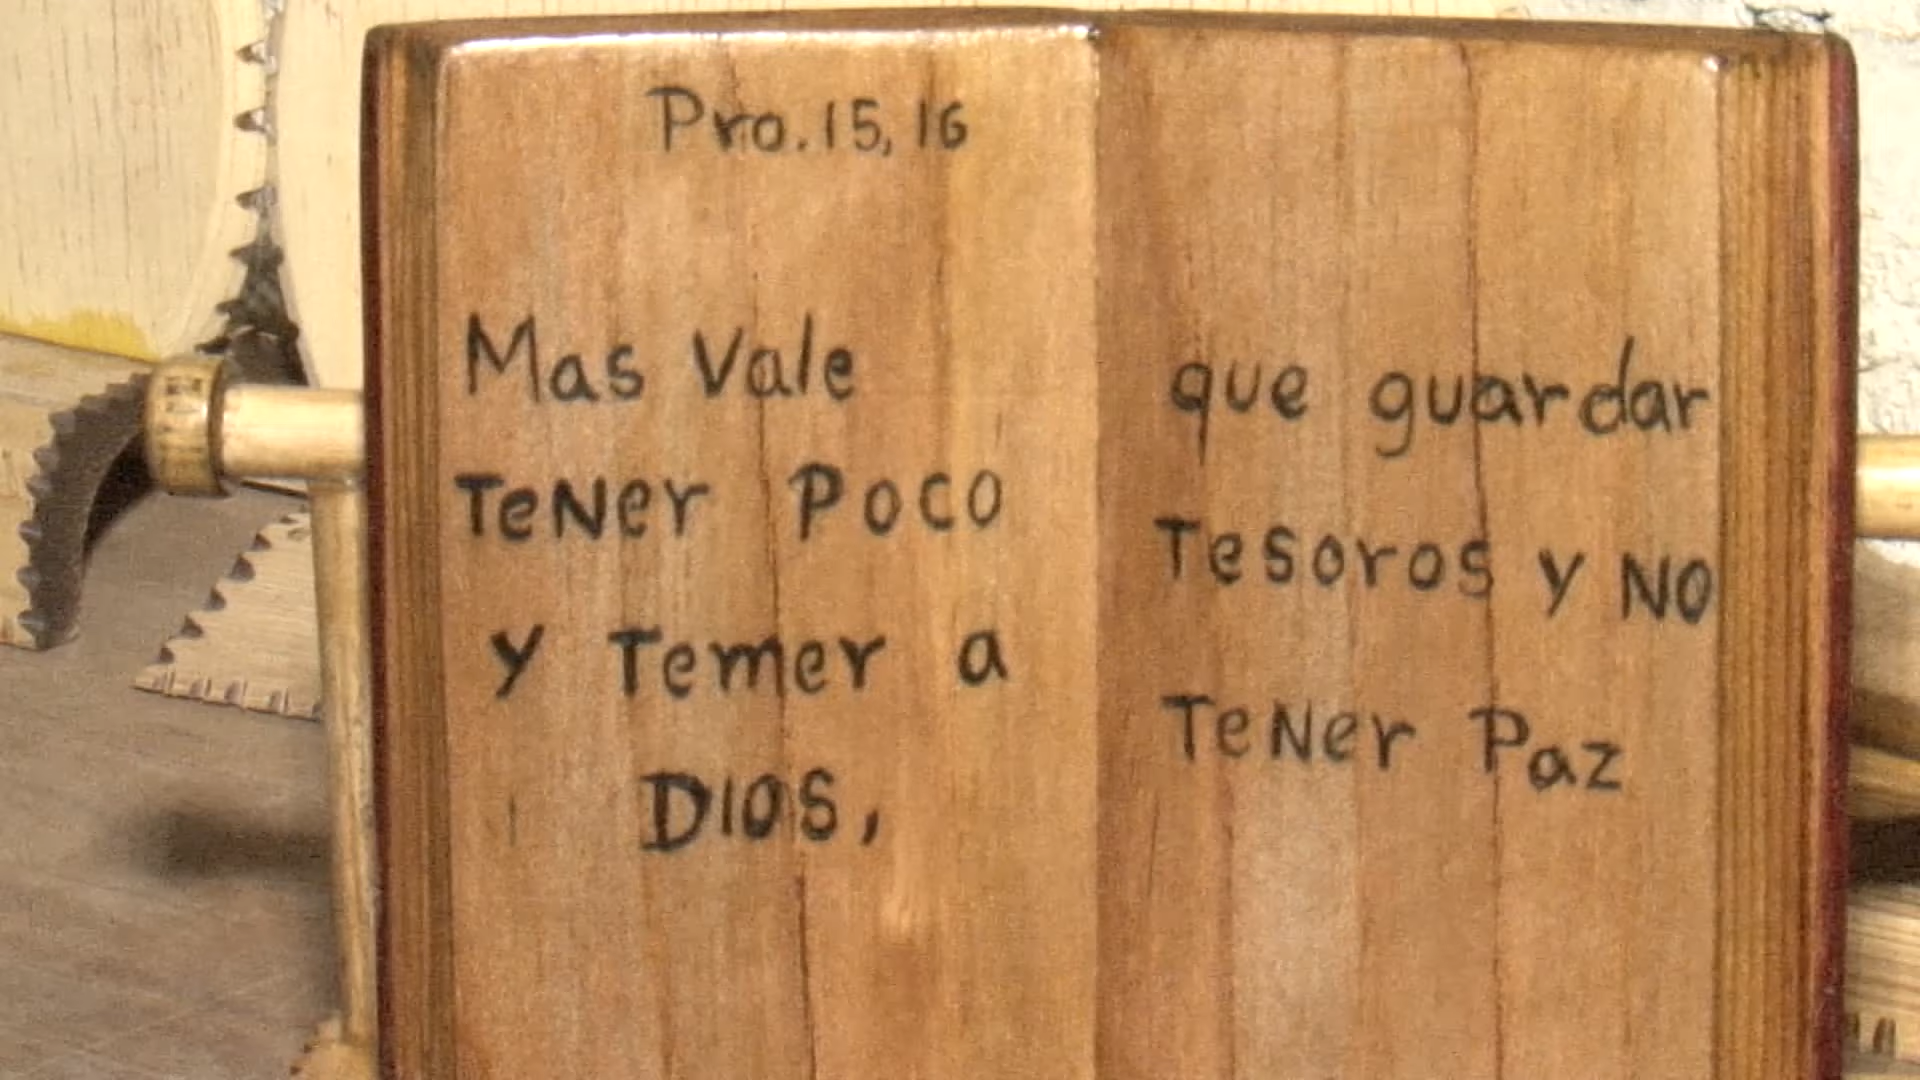 Pro. 15, 16
Mas Vale
TeNer Poco
y Temer a
DIOS,
que guardar
Tesoros y NO
TeNer Paz